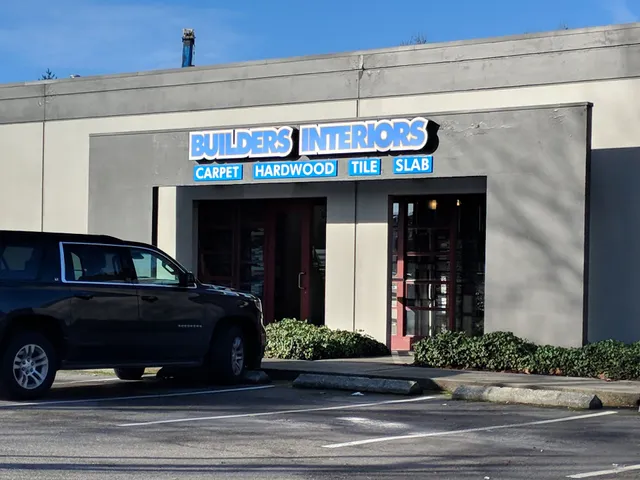 BUILDERS INTERIORS
CARPET HARDWOOD TILE SLAB